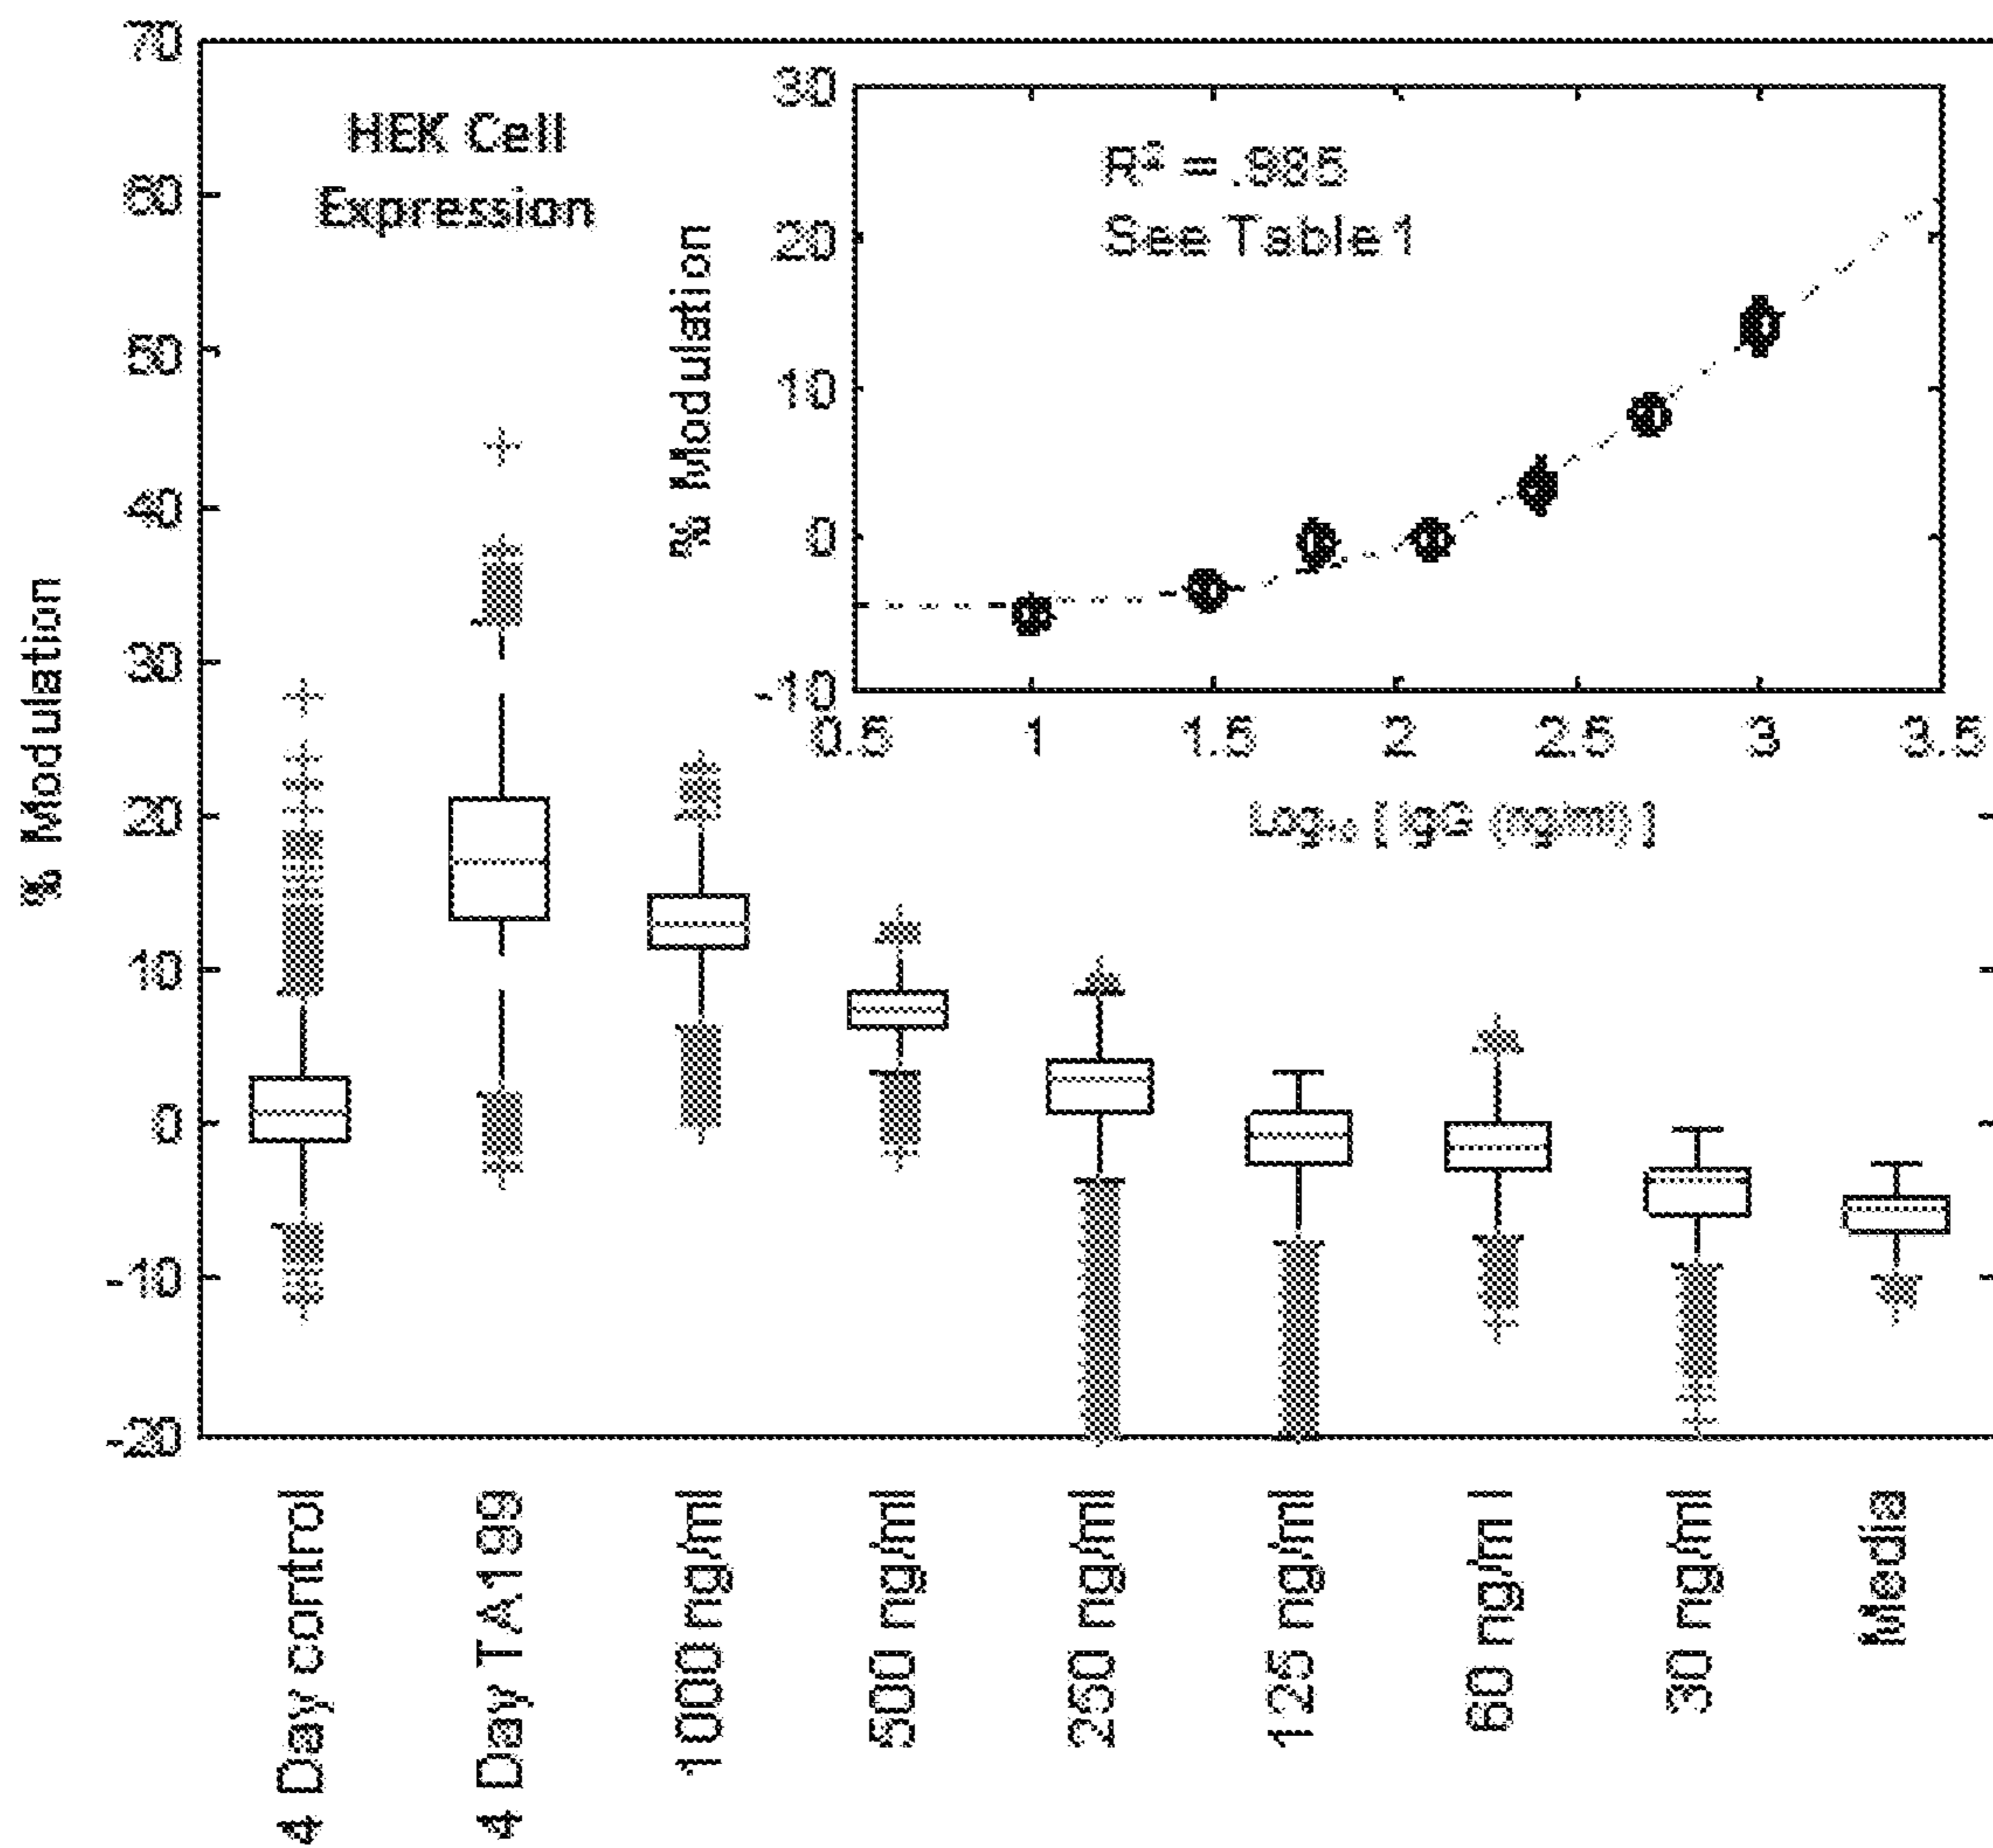 % Modulation
70
60
50
40
30
20
10
0
-10
-20
HEK Cell
Expression
% Modulation
30
20
10
0
-10
R² = .985
See Table 1
0.5 1 1.5 2 2.5 3 3.5
Log₁₀ [ IgG (ng/ml) ]
4 Day control
4 Day TA199
1000 ng/ml
500 ng/ml
250 ng/ml
125 ng/ml
60 ng/m l
30 ng/ml
Media